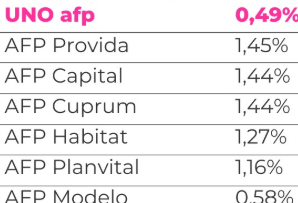 UNO afp 0,49%
AFP Provida 1,45%
AFP Capital 1,44%
AFP Cuprum 1,44%
AFP Habitat 1,27%
AFP Planvital 1,16%
AFP Modelo 0,58%